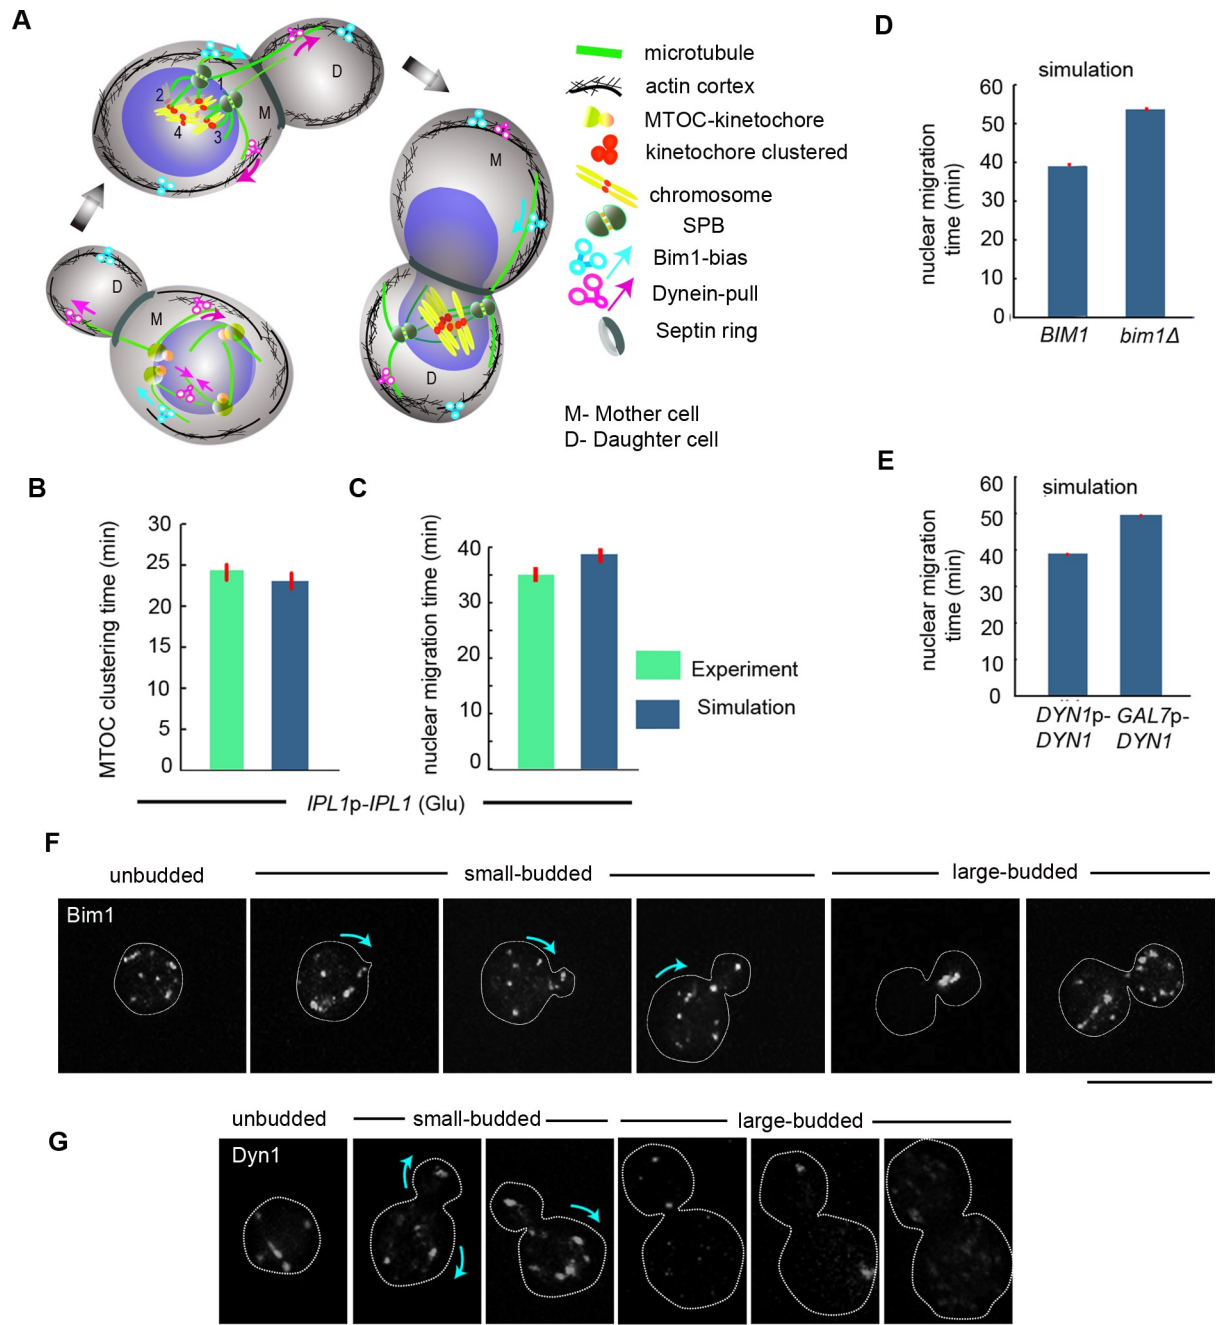 A
D
M
1
2
4
3
D
M
M
D
microtubule
actin cortex
MTOC-kinetochore
kinetochore clustered
chromosome
SPB
Bim1-bias
Dynein-pull
Septin ring
M- Mother cell
D- Daughter cell
B
MTOC clustering time (min)
30
25
20
15
10
5
0
C
nuclear migration time (min)
40
30
20
10
0
Experiment
Simulation
IPL1p-IPL1 (Glu)
D
simulation
nuclear migration
time (min)
60
50
40
30
20
10
0
BIM1
bim1Δ
E
simulation
nuclear migration
time (min)
60
50
40
30
20
10
0
DYN1p-
DYN1
GAL7p-
DYN1
F
unbudded
small-budded
large-budded
Bim1
G
unbudded
small-budded
large-budded
Dyn1